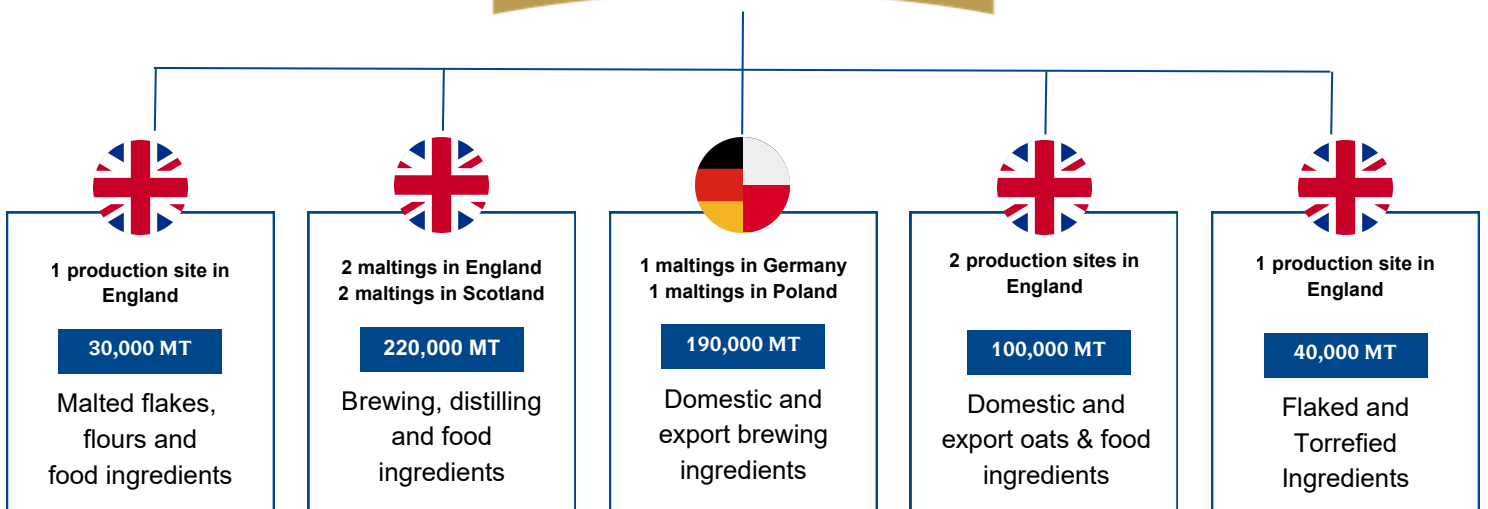 1 production site in
England
30,000 MT
Malted flakes,
flours and
food ingredients
2 maltings in England
2 maltings in Scotland
220,000 MT
Brewing, distilling
and food
ingredients
1 maltings in Germany
1 maltings in Poland
190,000 MT
Domestic and
export brewing
ingredients
2 production sites in
England
100,000 MT
Domestic and
export oats & food
ingredients
1 production site in
England
40,000 MT
Flaked and
Torrefied
Ingredients